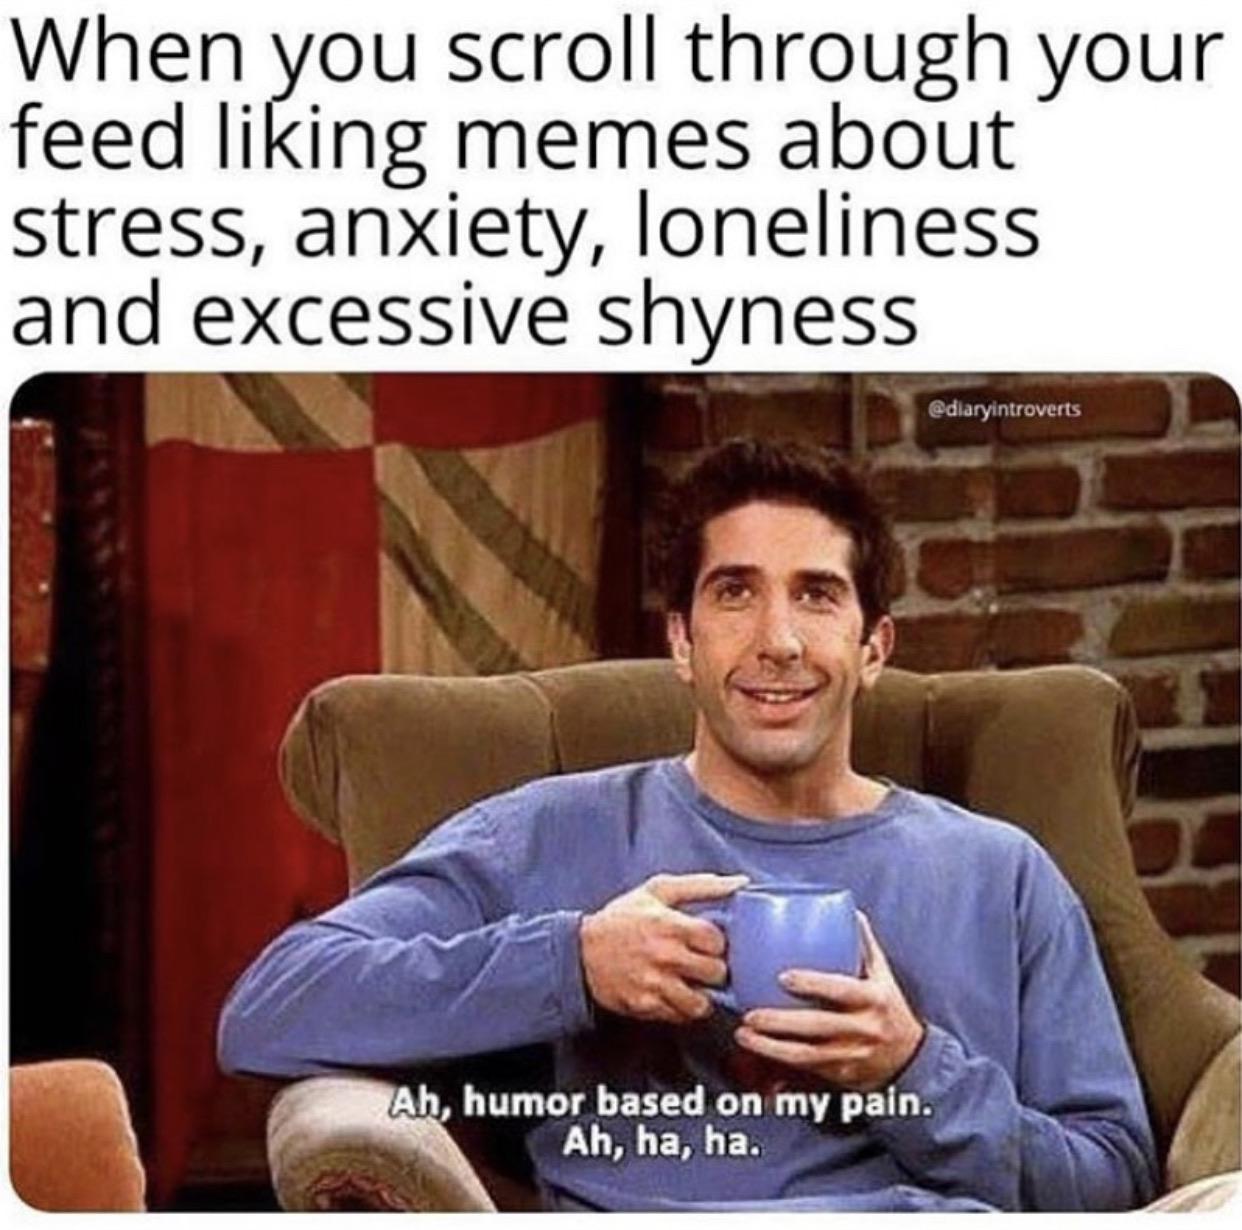 When you scroll through your
feed liking memes about
stress, anxiety, loneliness
and excessive shyness
@diaryintroverts
Ah, humor based on my pain.
Ah, ha, ha.